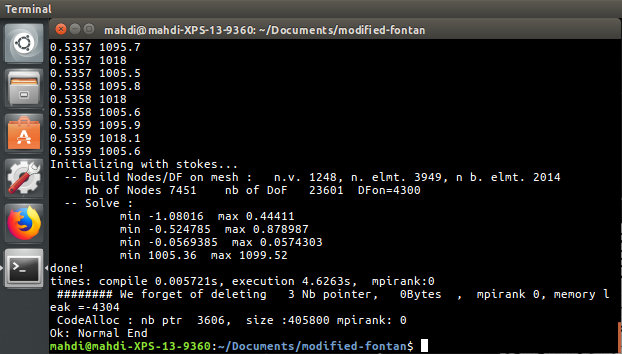 Terminal
mahdi@mahdi-XPS-13-9360: ~/Documents/modified-fontan
0.5357 1095.7
0.5357 1018
0.5357 1005.5
0.5358 1095.8
0.5358 1018
0.5358 1005.6
0.5359 1095.9
0.5359 1018.1
0.5359 1005.6
Initializing with stokes...
-- Build Nodes/DF on mesh :   n.v. 1248, n. elmt. 3949, n b. elmt. 2014
nb of Nodes 7451    nb of DoF   23601  DFon=4300
-- Solve :
min -1.08016  max 0.44411
min -0.524785  max 0.878987
min -0.0569385  max 0.0574303
min 1005.36  max 1099.52
done!
times: compile 0.005721s, execution 4.6263s,  mpirank:0
######## We forget of deleting   3 Nb pointer,   0Bytes  ,  mpirank 0, memory l
eak =-4304
CodeAlloc : nb ptr  3606,  size :405800 mpirank: 0
Ok: Normal End
mahdi@mahdi-XPS-13-9360:~/Documents/modified-fontan$